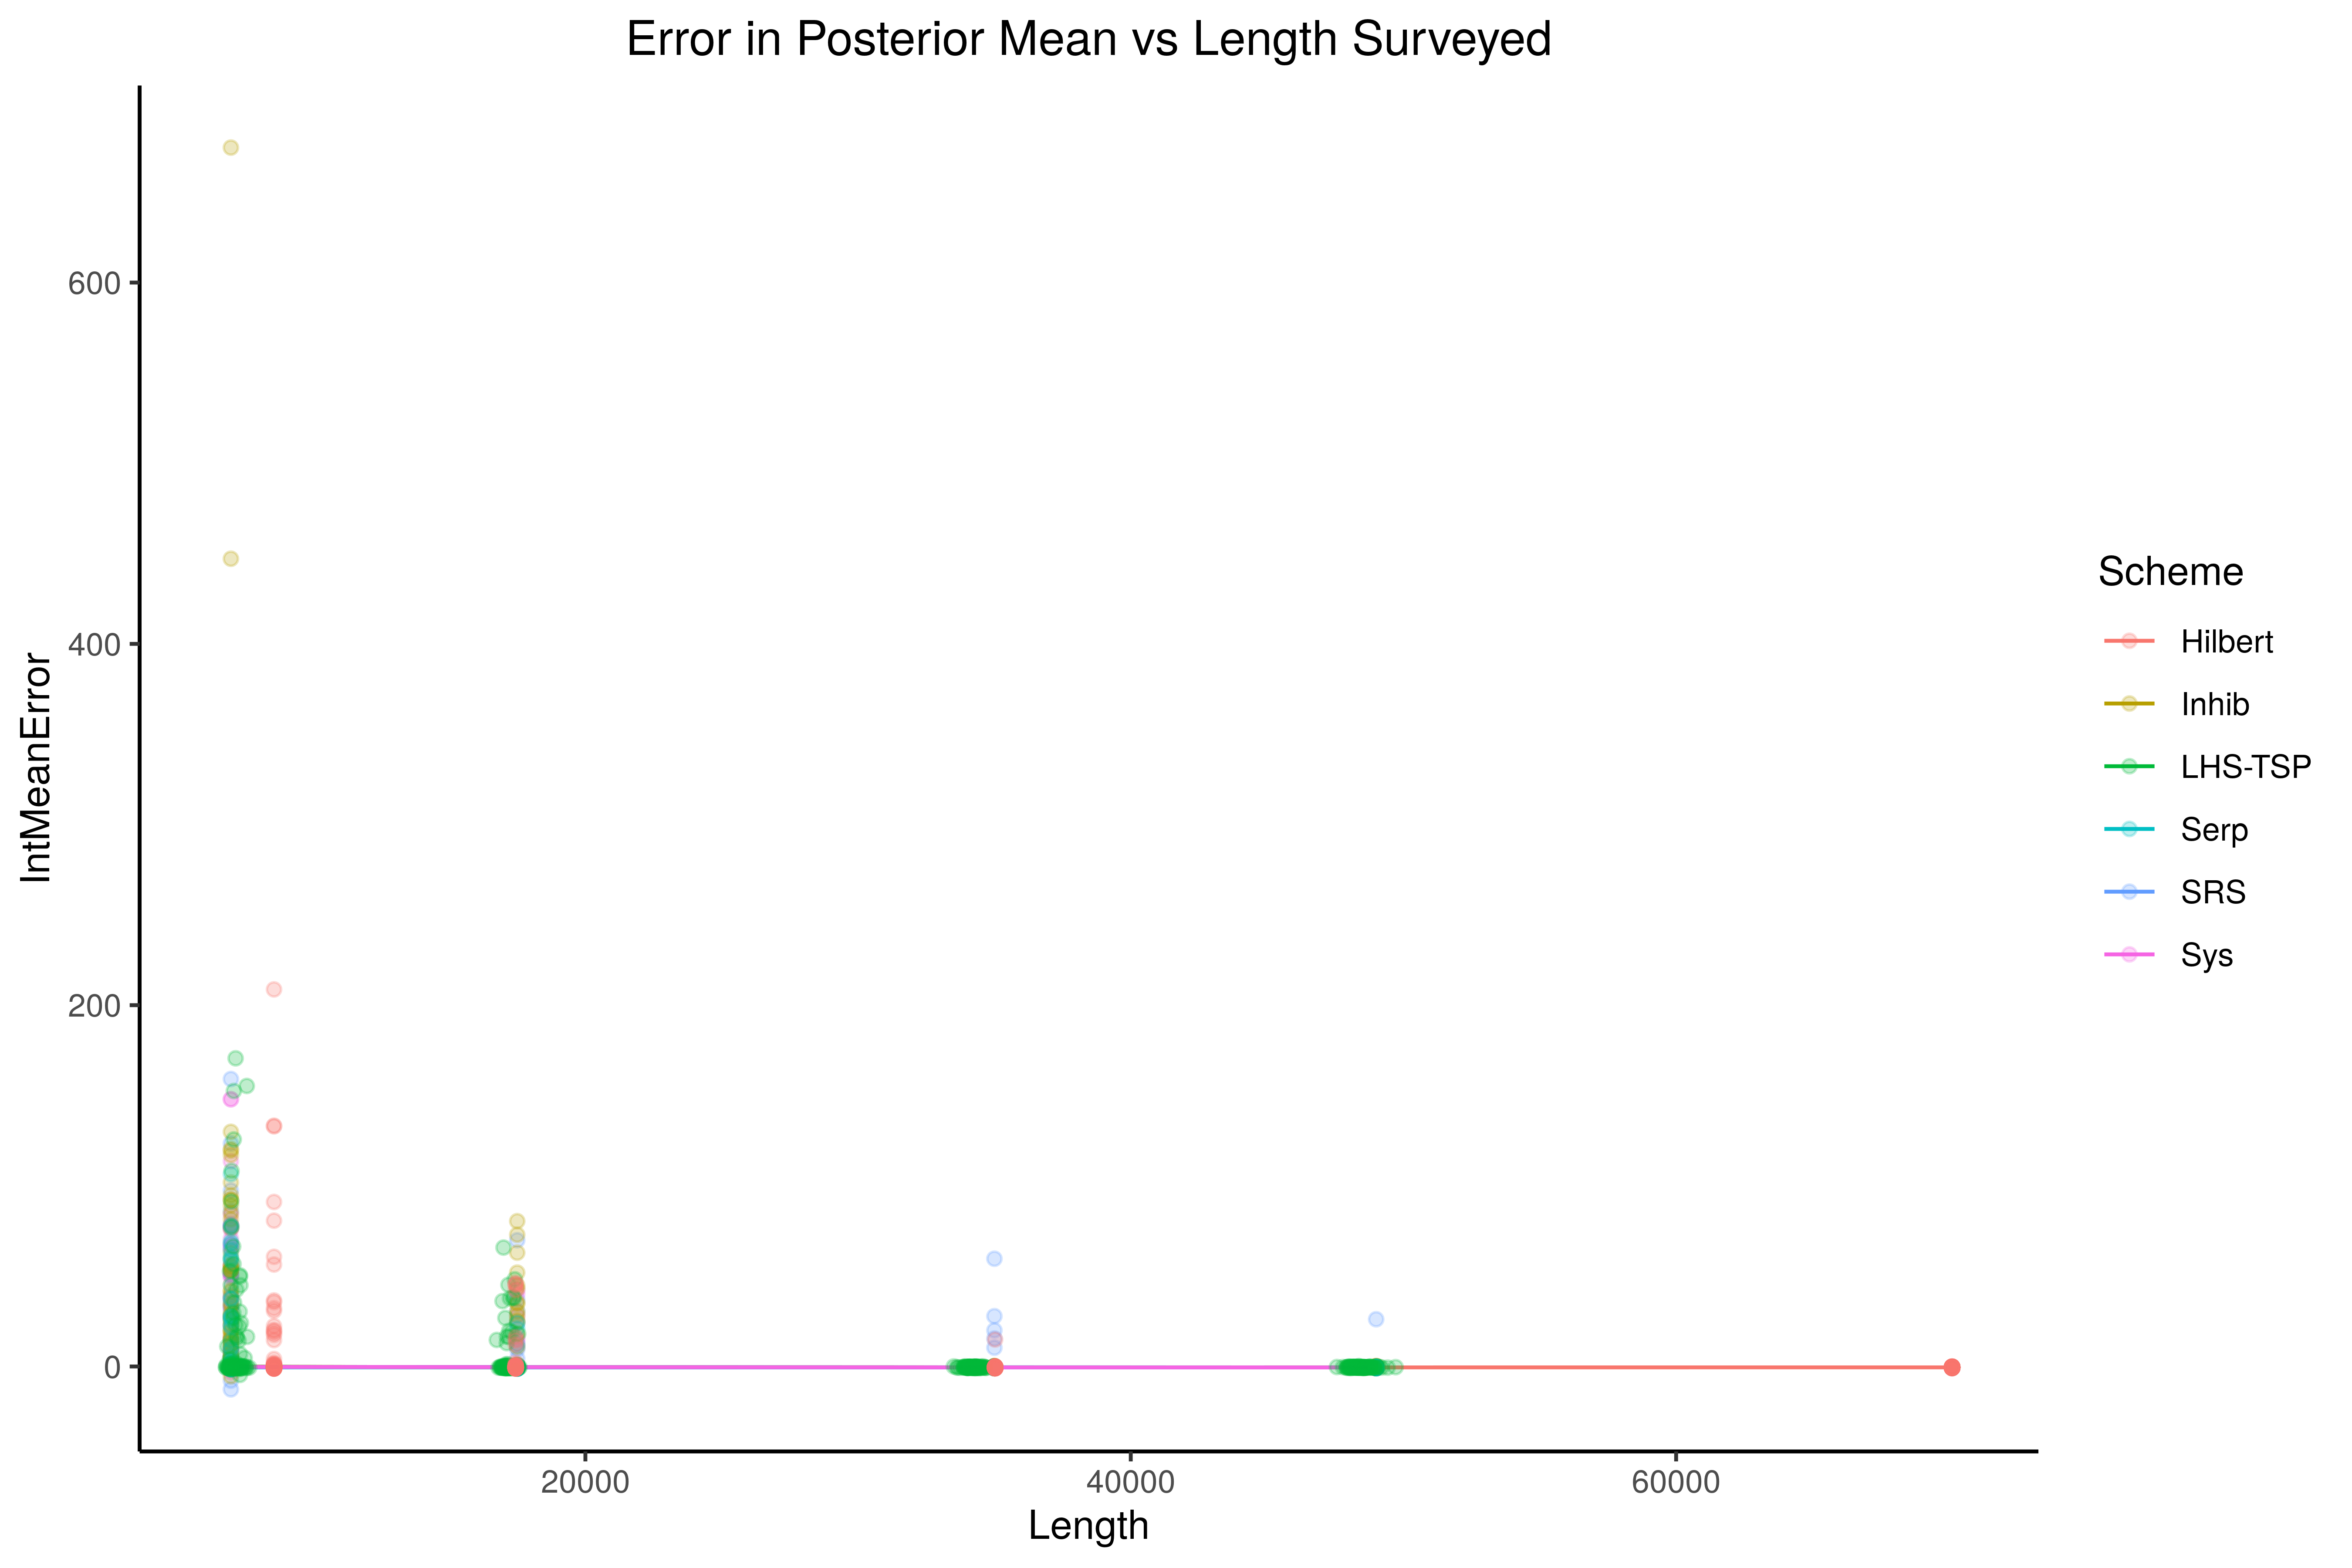 Error in Posterior Mean vs Length Surveyed
IntMeanError
600
400
200
0
20000
40000
60000
Length
Scheme
Hilbert
Inhib
LHS-TSP
Serp
SRS
Sys